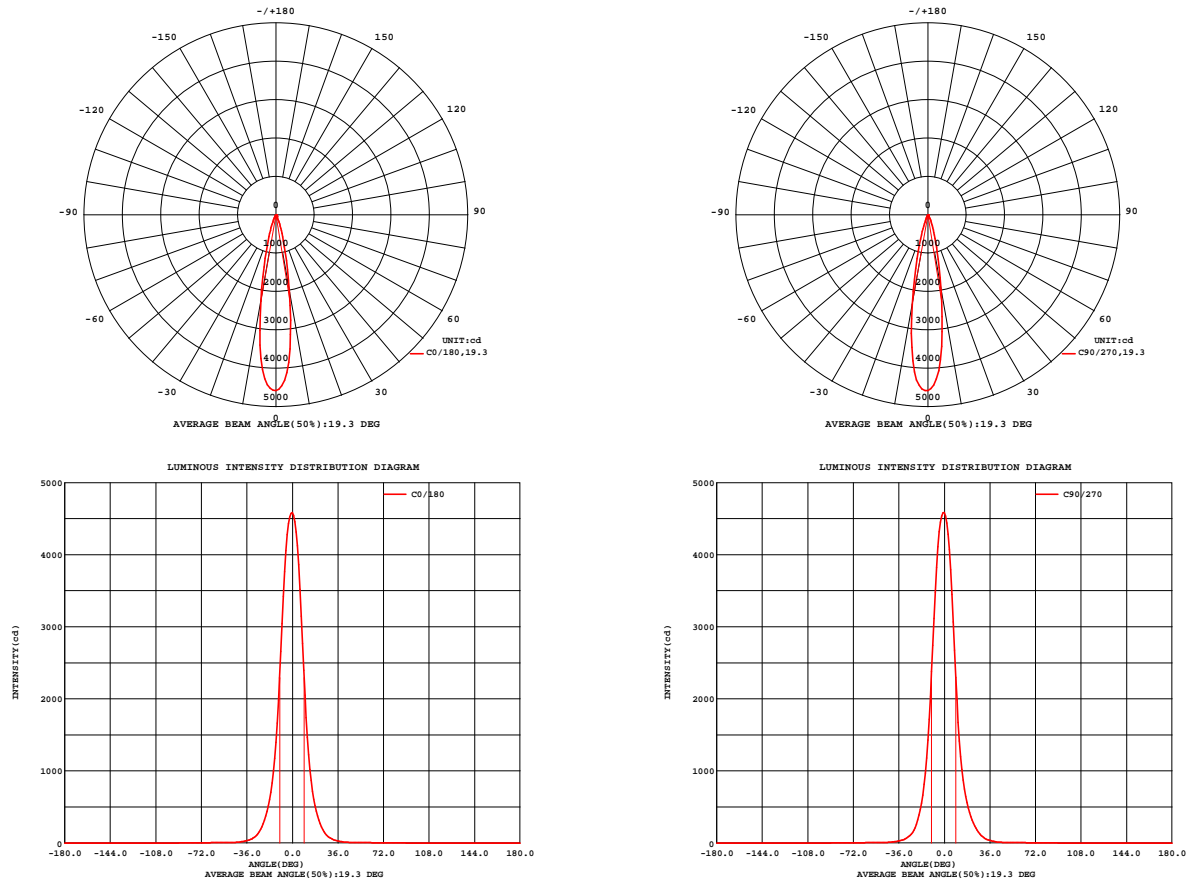 -/+180
-150
150
-120
120
-90
90
0
1000
2000
3000
4000
5000
-60
60
-30
30
0
UNIT:cd
C0/180,19.3
AVERAGE BEAM ANGLE(50%):19.3 DEG
-/+180
-150
150
-120
120
-90
90
0
1000
2000
3000
4000
5000
-60
60
-30
30
0
UNIT:cd
C90/270,19.3
AVERAGE BEAM ANGLE(50%):19.3 DEG
LUMINOUS INTENSITY DISTRIBUTION DIAGRAM
C0/180
INTENSITY(cd)
5000
4000
3000
2000
1000
0
-180.0 -144.0 -108.0 -72.0 -36.0 0.0 36.0 72.0 108.0 144.0 180.0
ANGLE(DEG)
AVERAGE BEAM ANGLE(50%):19.3 DEG
LUMINOUS INTENSITY DISTRIBUTION DIAGRAM
C90/270
INTENSITY(cd)
5000
4000
3000
2000
1000
0
-180.0 -144.0 -108.0 -72.0 -36.0 0.0 36.0 72.0 108.0 144.0 180.0
ANGLE(DEG)
AVERAGE BEAM ANGLE(50%):19.3 DEG